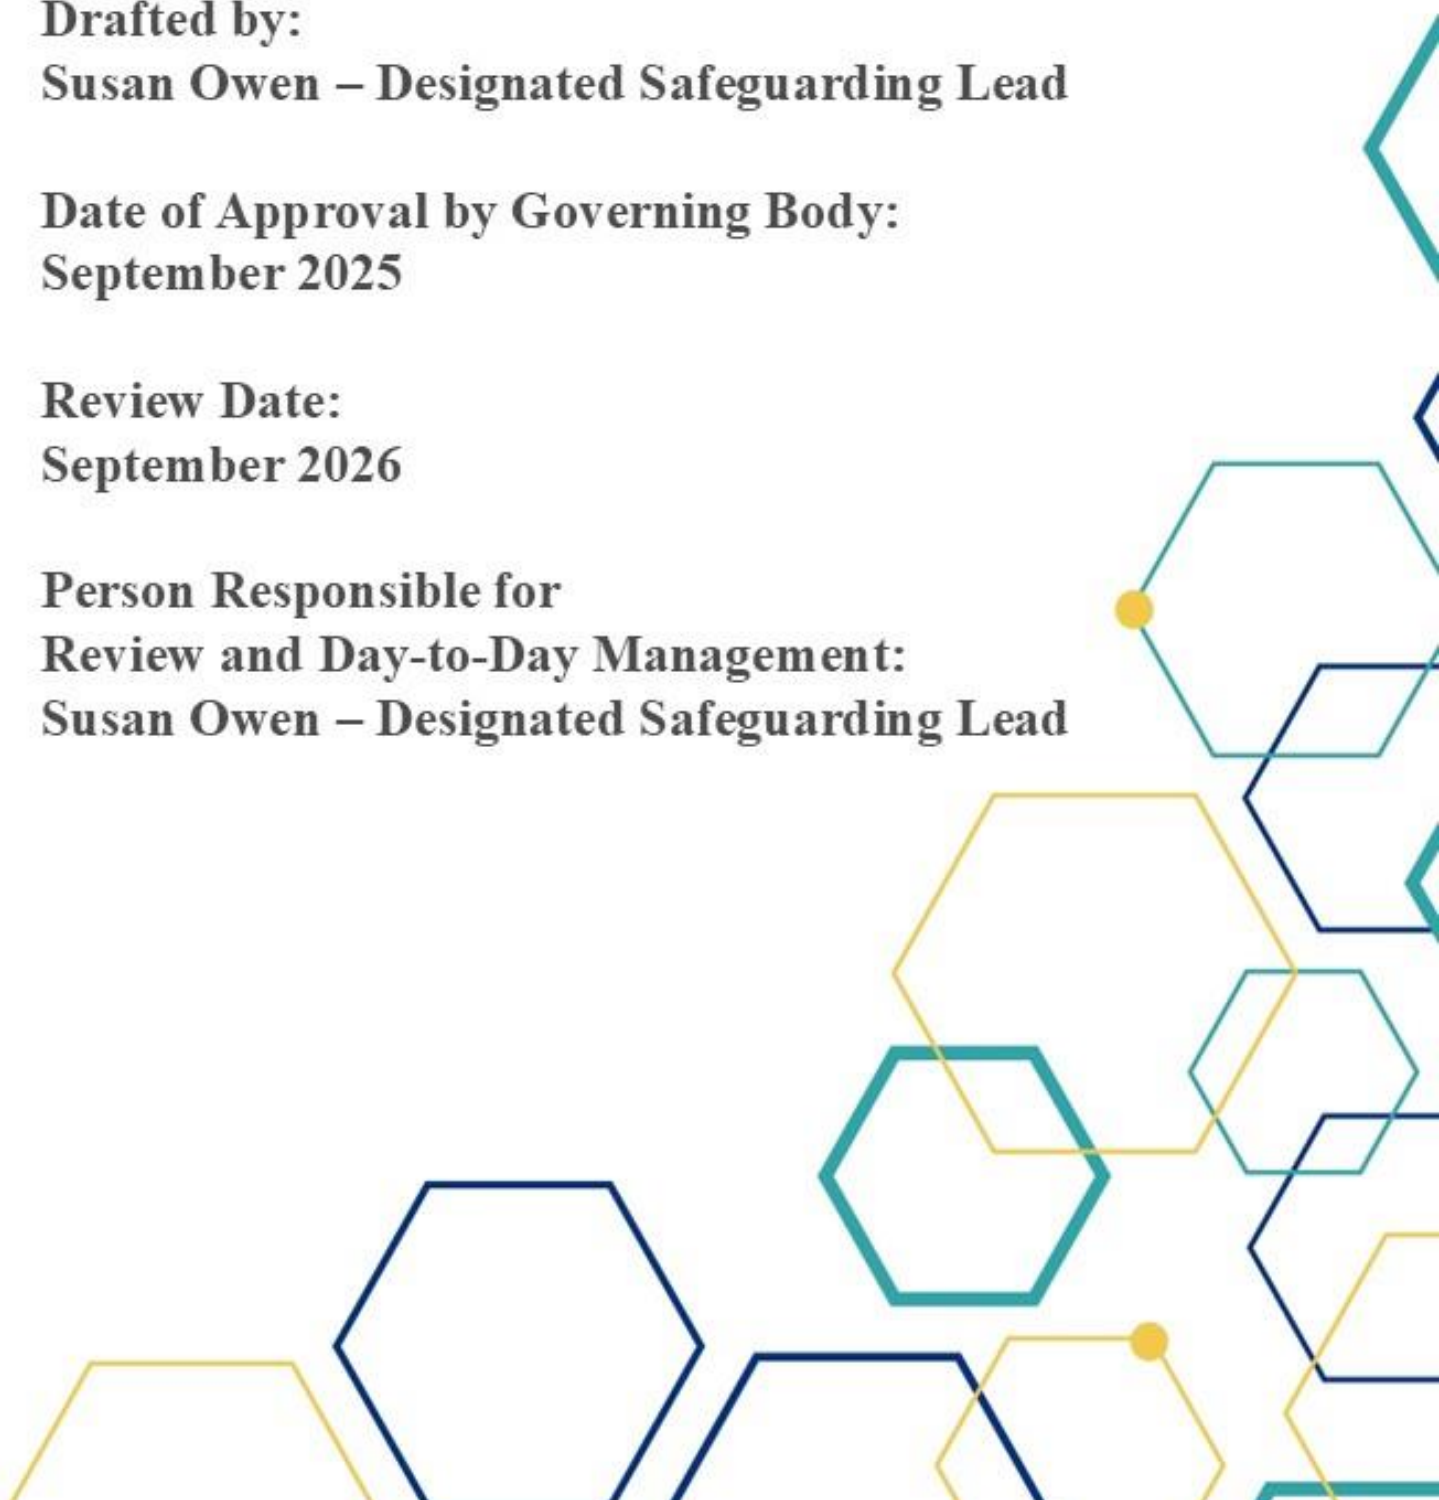 Drafted by:
Susan Owen – Designated Safeguarding Lead
Date of Approval by Governing Body:
September 2025
Review Date:
September 2026
Person Responsible for
Review and Day-to-Day Management:
Susan Owen – Designated Safeguarding Lead